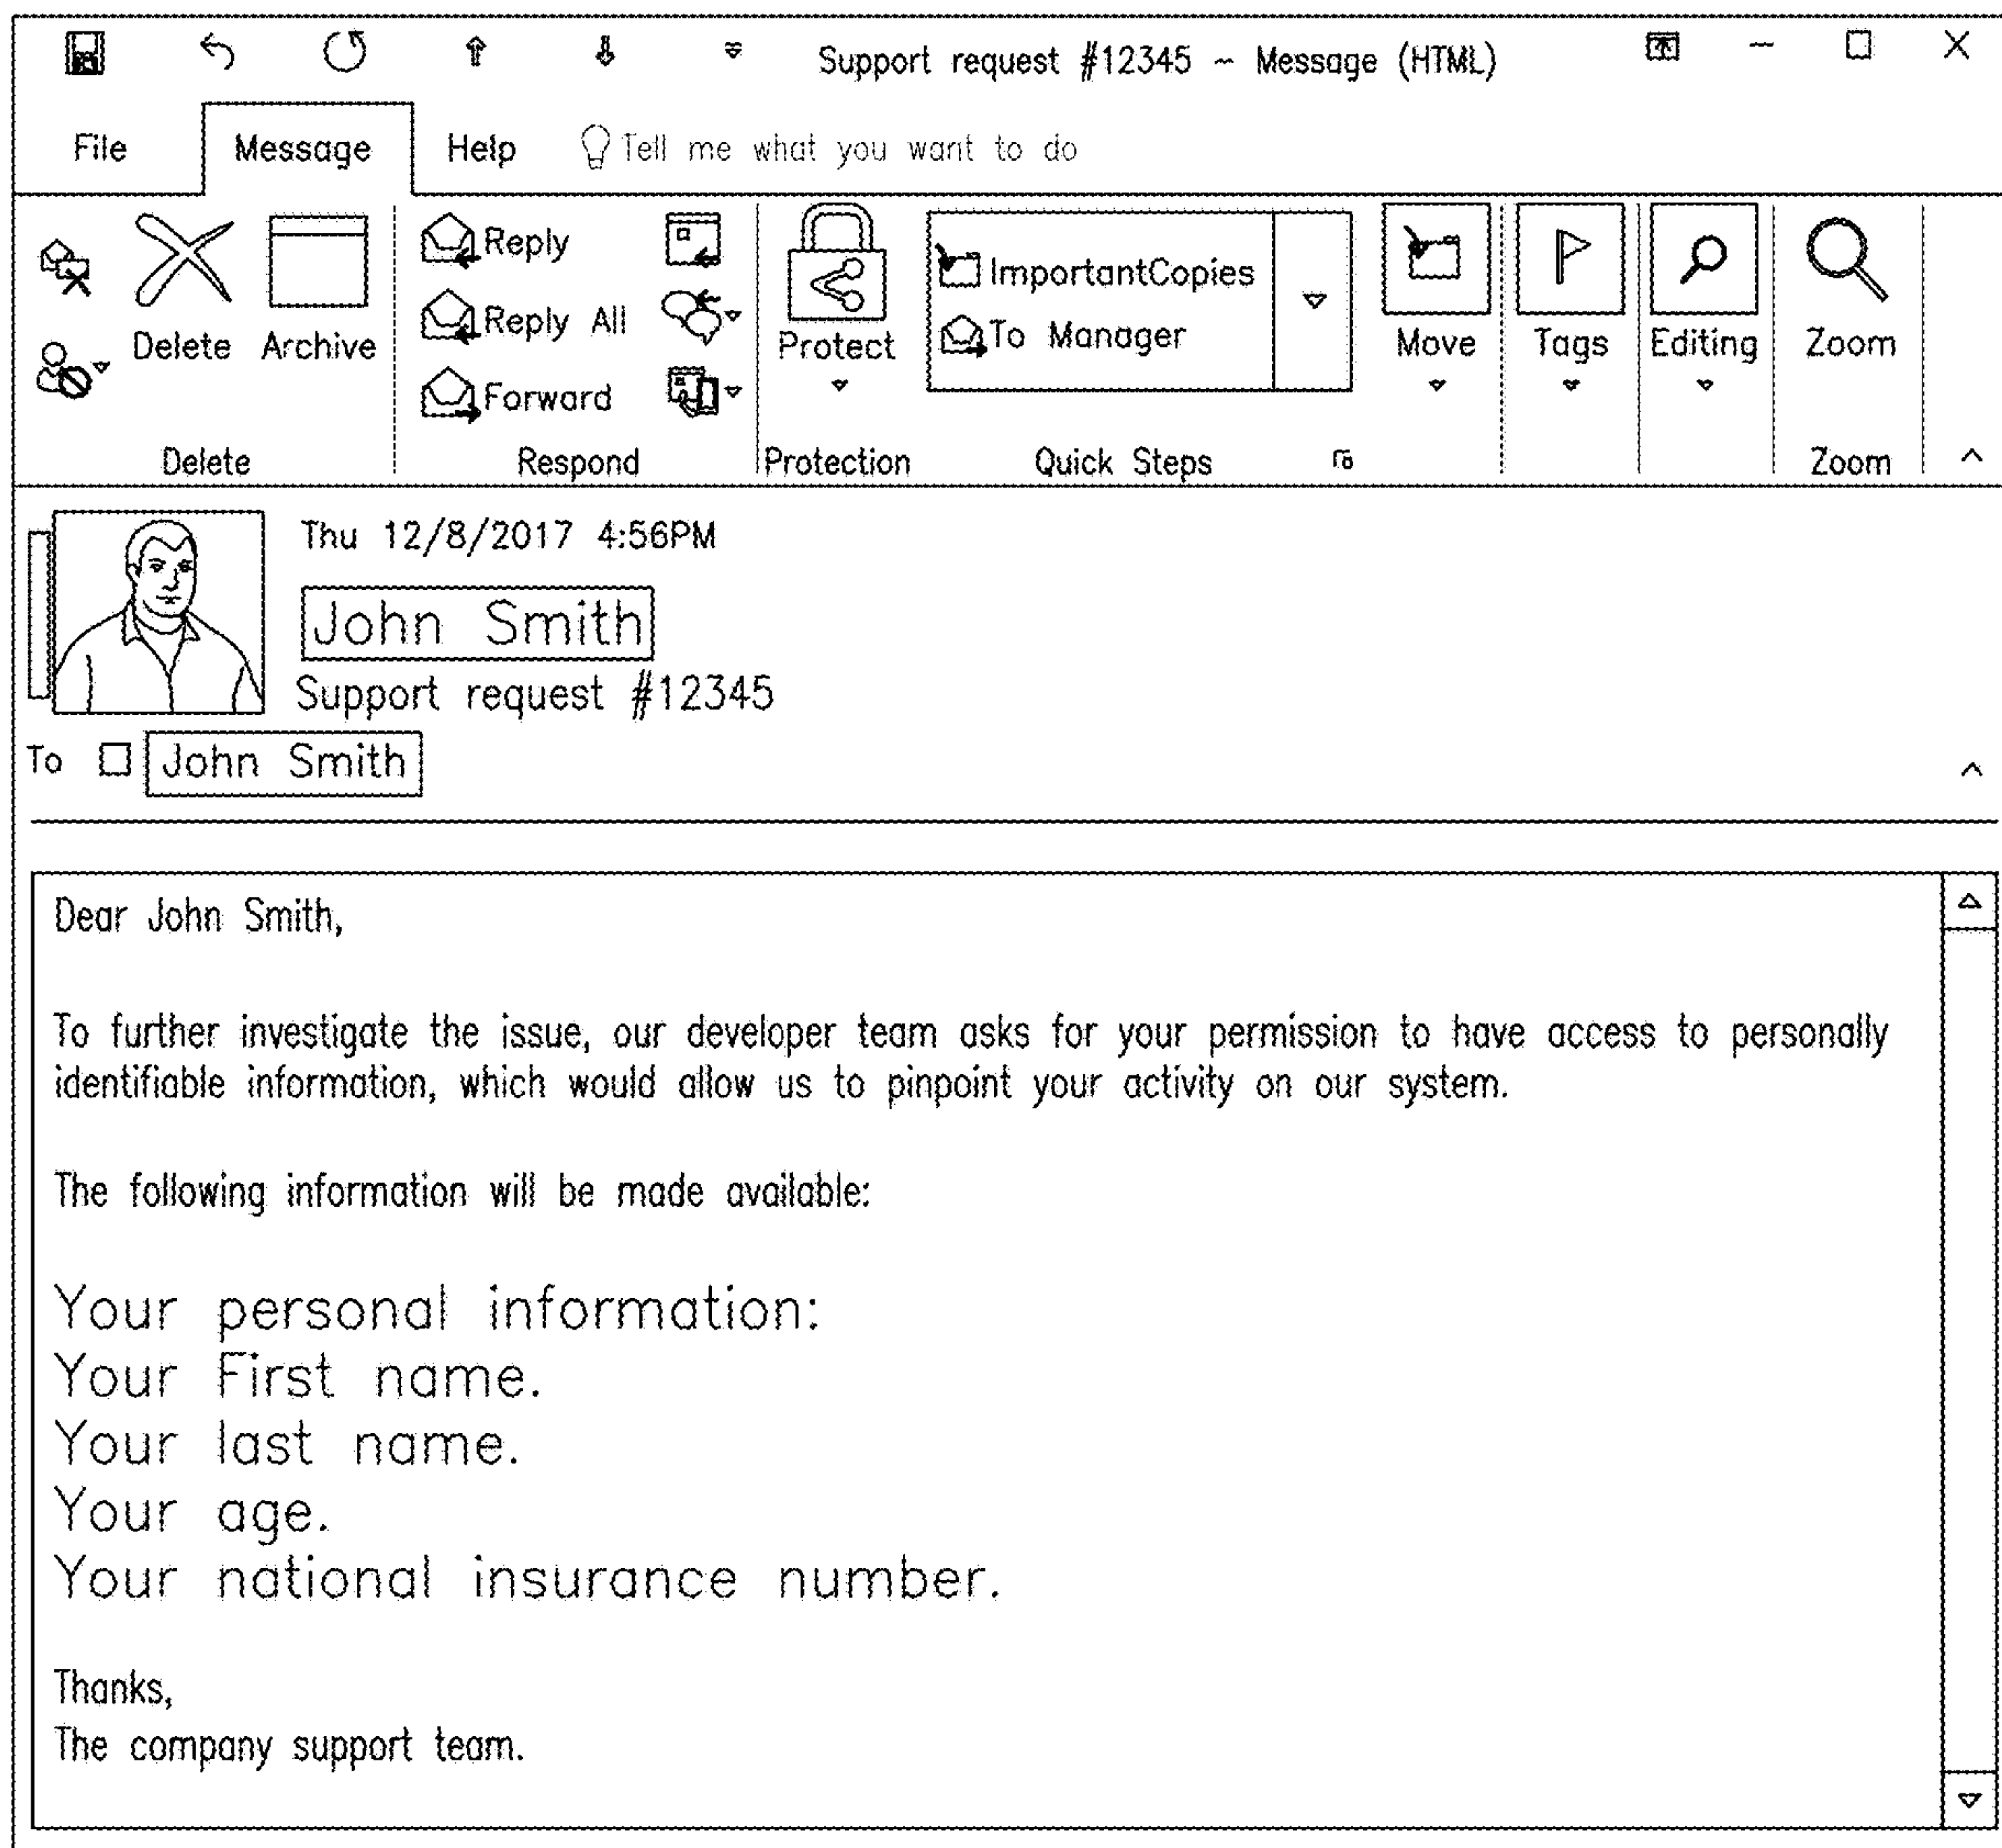 Support request #12345 – Message (HTML)
File Message Help Tell me what you want to do
Reply
ImportantCopies
Reply All
To Manager
Delete Archive Protect Move Tags Editing Zoom
Forward
Delete Respond Protection Quick Steps Zoom
Thu 12/8/2017 4:56PM
John Smith
Support request #12345
To John Smith
Dear John Smith,
To further investigate the issue, our developer team asks for your permission to have access to personally
identifiable information, which would allow us to pinpoint your activity on our system.
The following information will be made available:
Your personal information:
Your First name.
Your last name.
Your age.
Your national insurance number.
Thanks,
The company support team.